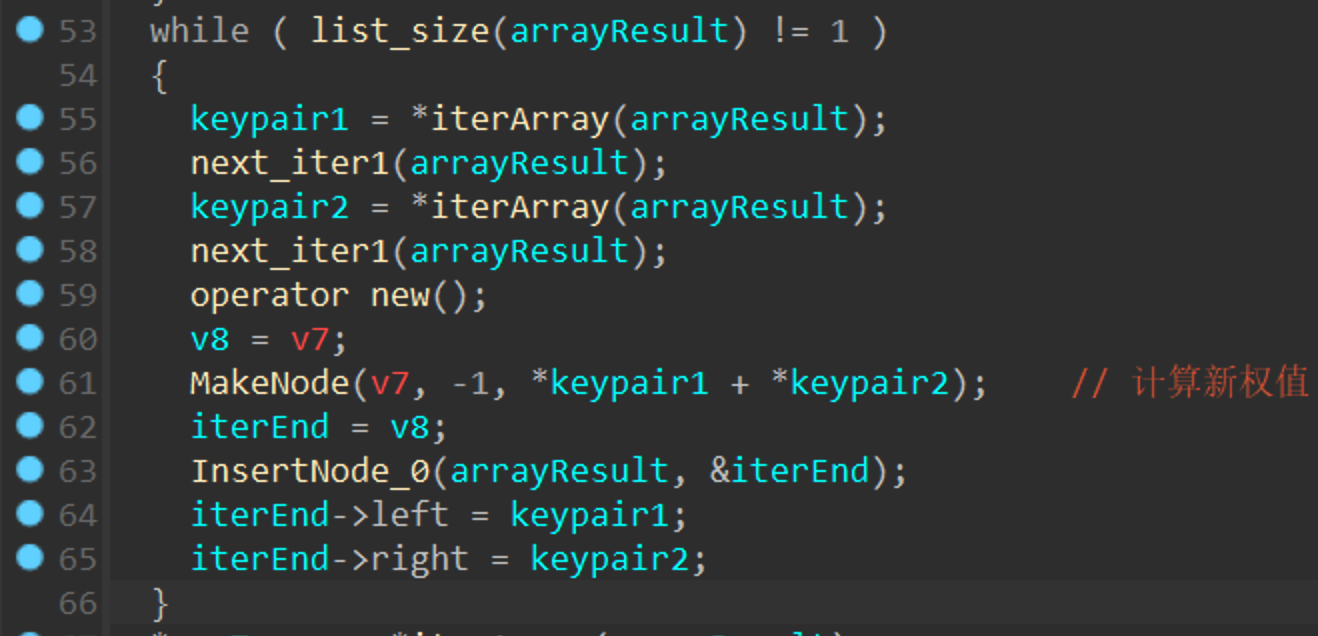 53 while ( list_size(arrayResult) != 1 )
54 {
55 keypair1 = *iterArray(arrayResult);
56 next_iter1(arrayResult);
57 keypair2 = *iterArray(arrayResult);
58 next_iter1(arrayResult);
59 operator new();
60 v8 = v7;
61 MakeNode(v7, -1, *keypair1 + *keypair2); // 计算新权值
62 iterEnd = v8;
63 InsertNode_0(arrayResult, &iterEnd);
64 iterEnd->left = keypair1;
65 iterEnd->right = keypair2;
66 }